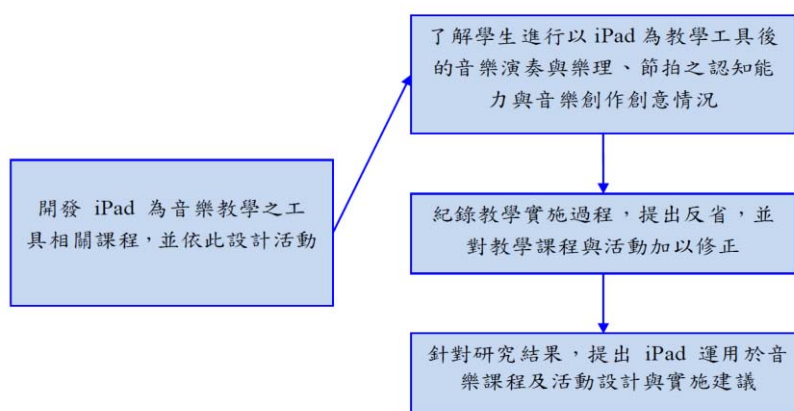 開發 iPad 為音樂教學之工
具相關課程，並依此設計活動
了解學生進行以 iPad 為教學工具後
的音樂演奏與樂理、節拍之認知能
力與音樂創作創意情況
紀錄教學實施過程，提出反省，並
對教學課程與活動加以修正
針對研究結果，提出 iPad 運用於音
樂課程及活動設計與實施建議